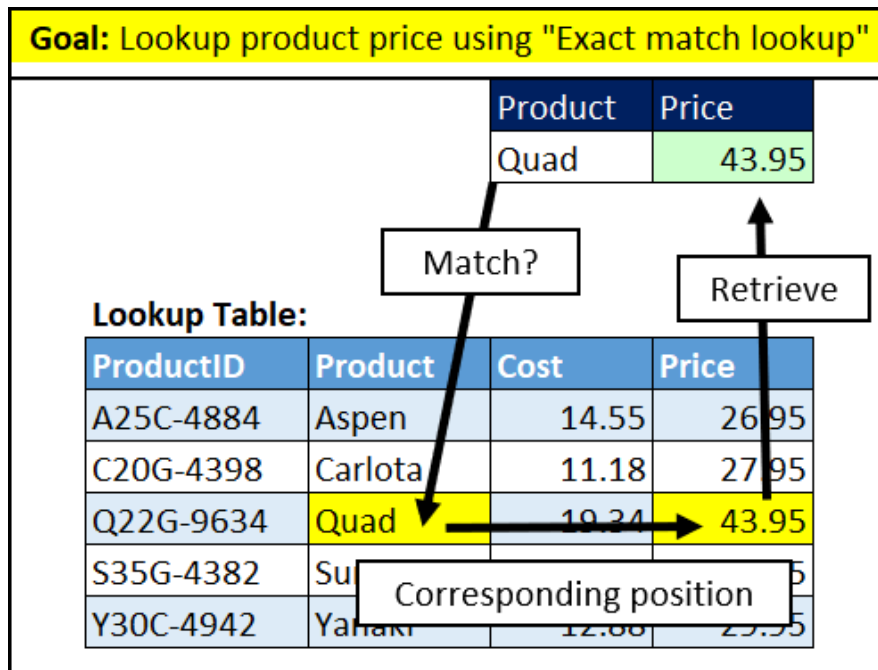 Goal: Lookup product price using "Exact match lookup"
Product Price
Quad 43.95
Match?
Retrieve
Lookup Table:
ProductID Product Cost Price
A25C-4884 Aspen 14.55 26.95
C20G-4398 Carlota 11.18 27.95
Q22G-9634 Quad 19.34 43.95
S35G-4382
Corresponding position
Y30C-4942